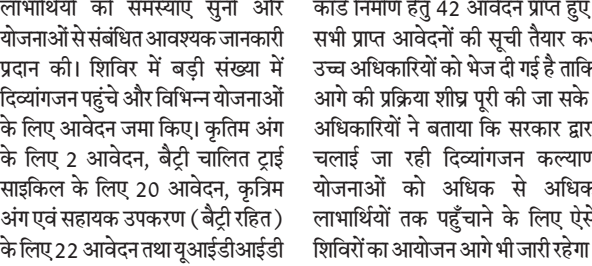 लाभार्थियों की समस्याएं सुनी और
योजनाओं से संबंधित आवश्यक जानकारी
प्रदान की। शिविर में बड़ी संख्या में
दिव्यांगजन पहुंचे और विभिन्न योजनाओं
के लिए आवेदन जमा किए। कृतिम अंग
के लिए 2 आवेदन, बैट्री चालित ट्राई
साइकिल के लिए 20 आवेदन, कृत्रिम
अंग एवं सहायक उपकरण ( बैट्री रहित )
के लिए 22 आवेदन तथा यूआईडीआईडी
कार्ड निर्माण हेतु 42 आवेदन प्राप्त हुए
सभी प्राप्त आवेदनों की सूची तैयार कर
उच्च अधिकारियों को भेज दी गई है ताकि
आगे की प्रक्रिया शीघ्र पूरी की जा सके
अधिकारियों ने बताया कि सरकार द्वार
चलाई जा रही दिव्यांगजन कल्याण
योजनाओं को अधिक से अधिक
लाभार्थियों तक पहुँचाने के लिए ऐसे
शिविरों का आयोजन आगे भी जारी रहेगा